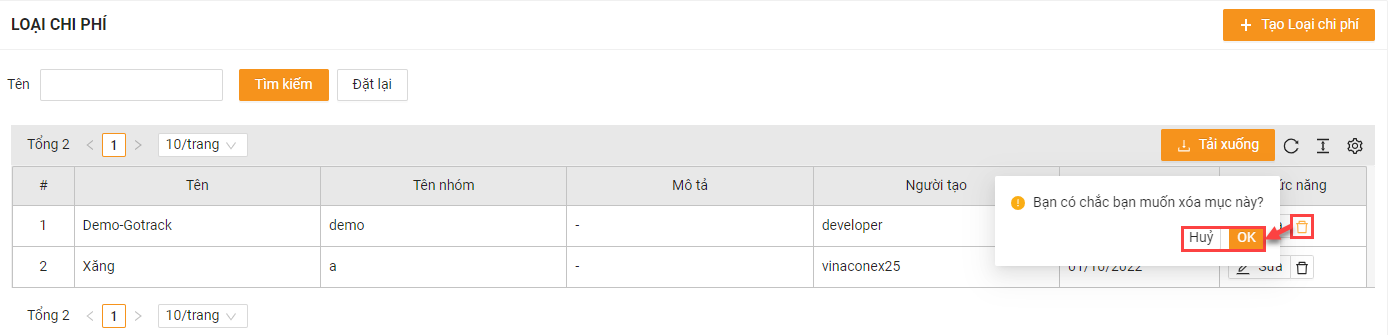 LOẠI CHI PHÍ
+ Tạo Loại chi phí
Tên
Tìm kiếm
Đặt lại
Tổng 2 < 1 > 10/trang
Tải xuống
# Tên Tên nhóm Mô tả Người tạo ức năng
1 Demo-Gotrack demo - developer
Bạn có chắc bạn muốn xóa mục này?
Huỷ OK
2 Xăng a - vinaconex25 01/10/2022 Sửa
Tổng 2 < 1 > 10/trang